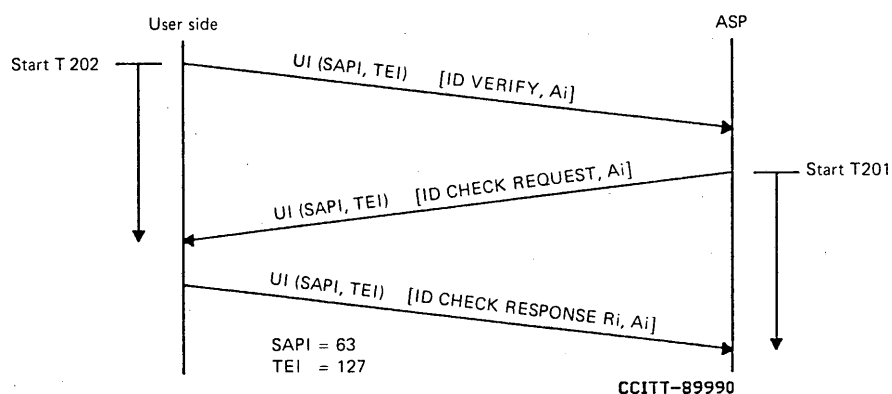 User side
ASP
Start T 202
UI (SAPI, TEI) [ID VERIFY, Ai]
UI (SAPI, TEI) [ID CHECK REQUEST, Ai]
Start T201
UI (SAPI, TEI) [ID CHECK RESPONSE Ri, Ai]
SAPI = 63
TEI = 127
CCITT-89990